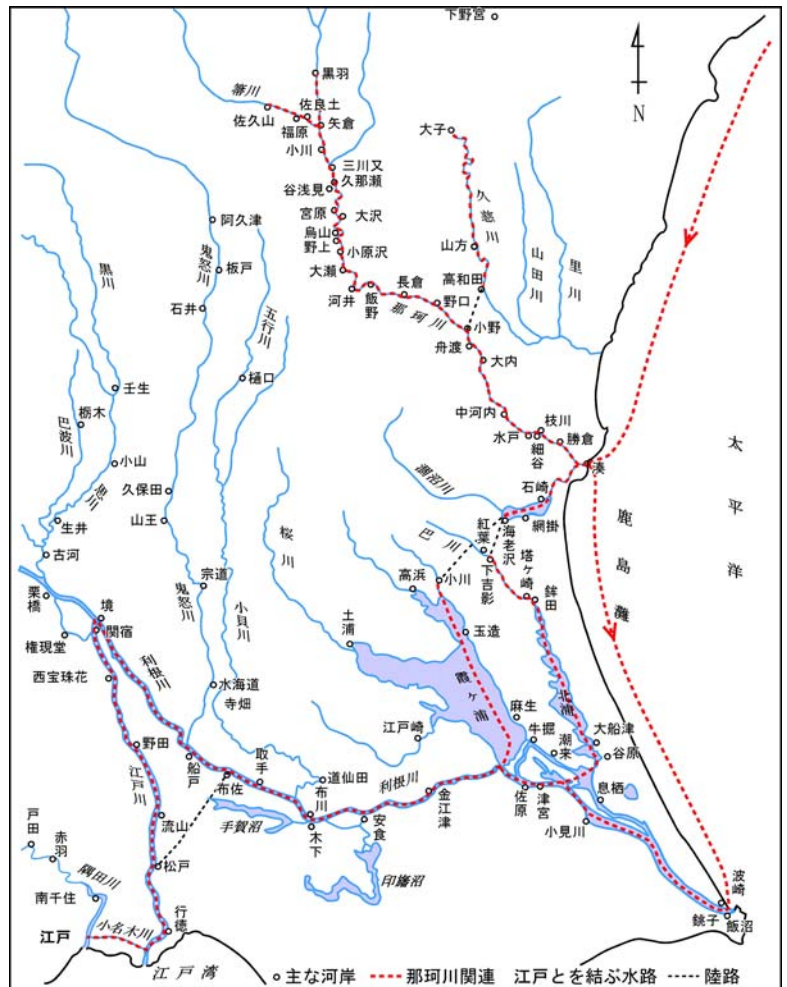 下野宮
黒羽
箒川
佐良土
佐久山
福原
矢倉
小川
三川又
久那瀬
谷浅見
宮原
大沢
烏山
野上
小原沢
大瀬
河井
飯野
長倉
野口
那珂川
大子
久慈川
山方
高和田
山田川
里川
小野
舟渡
大内
中河内
水戸
細谷
枝川
勝倉
湊
N
太平洋
鹿島灘
阿久津
鬼怒川
板戸
石井
五行川
樋口
黒川
壬生
栃木
巴波川
小山
思川
久保田
山王
生井
古河
栗橋
境
関宿
権現堂
西宝珠花
宗道
鬼怒川
小貝川
桜川
土浦
水海道
寺畑
利根川
野田
江戸川
船戸
布佐
取手
流山
松戸
手賀沼
布川
木下
道仙田
安食
利根川
印旛沼
金江津
江戸崎
涸沼川
石崎
網掛
海老沢
紅葉
巴川
下吉影
高浜
小川
塔ヶ崎
鉾田
玉造
霞ヶ浦
北浦
麻生
牛堀
潮来
大船津
谷原
息栖
佐原
津宮
小見川
波崎
銚子
飯沼
戸田
赤羽
隅田川
南千住
江戸
小名木川
行徳
江戸湾
主な河岸
那珂川関連 江戸とを結ぶ水路
陸路